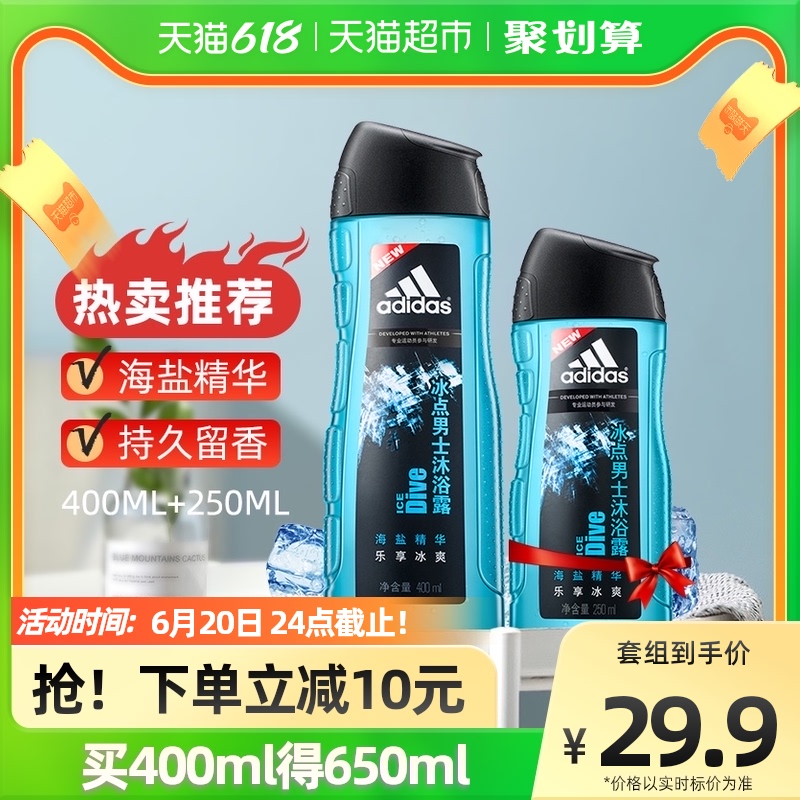 天猫618 | 天猫超市 | 聚划算
天猫超市
热卖推荐
海盐精华
持久留香
400ML+250ML
NEW
adidas
DEVELOPED WITH ATHLETES
专业运动员参与研发
冰点男士沐浴露
ICE
Dive
海盐精华
乐享冰爽
净含量 400 ml
NEW
adidas
DEVELOPED WITH ATHLETES
专业运动员参与研发
冰点男士沐浴露
ICE
Dive
海盐精华
乐享冰爽
净含量 250 ml
BLUE MOUNTAINS CACTUS
活动时间: 6月20日 24点截止!
抢! 下单立减10元
买400ml得650ml
套组到手价
¥29.9
*价格以实时标价为准